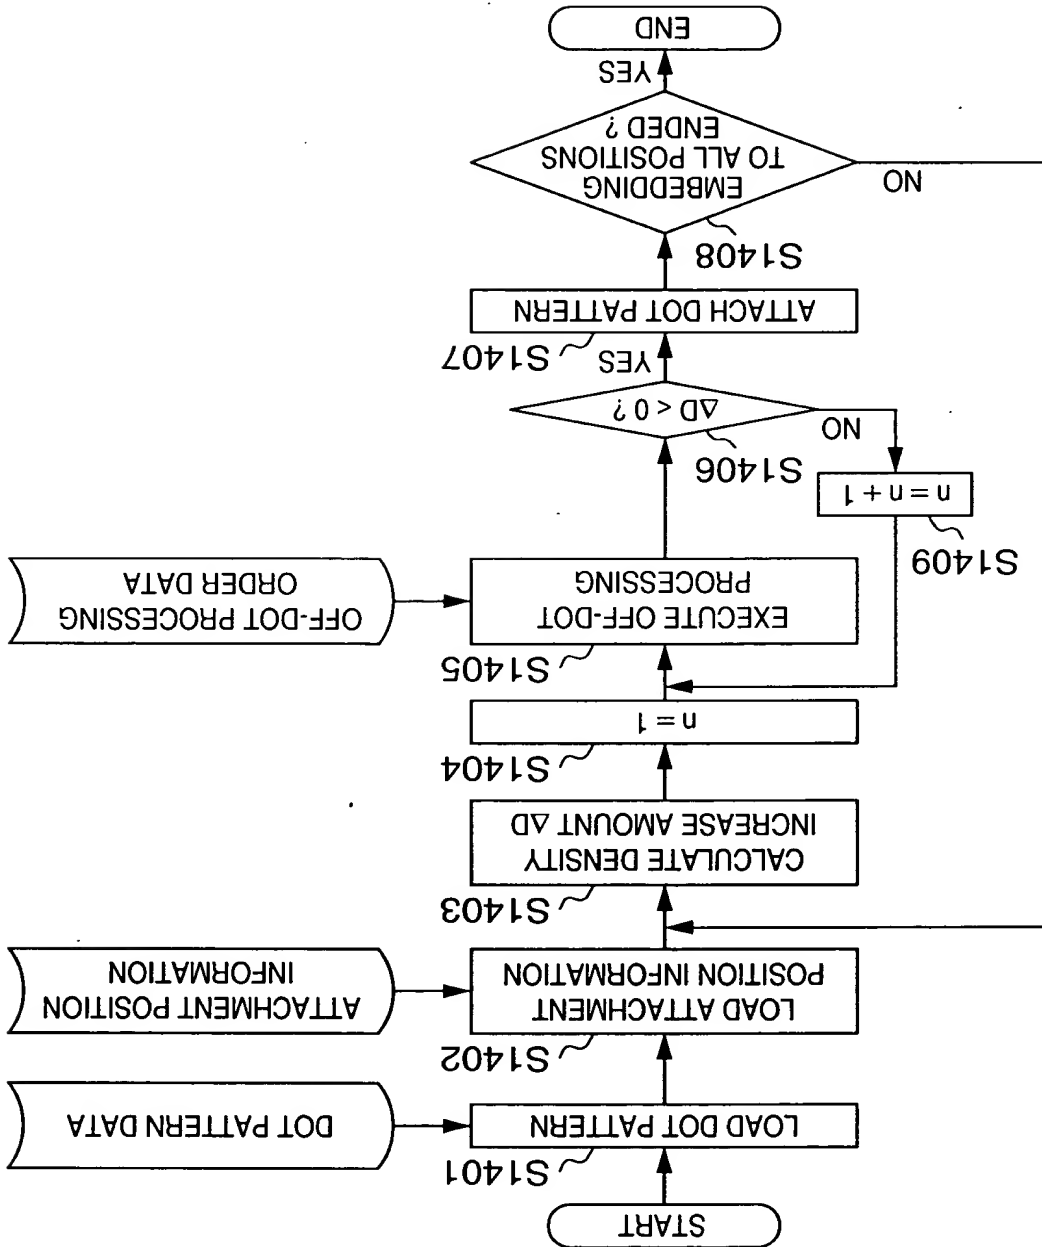 START
S1401
LOAD DOT PATTERN
DOT PATTERN DATA
S1402
LOAD ATTACHMENT
POSITION INFORMATION
ATTACHMENT POSITION
INFORMATION
S1403
CALCULATE DENSITY
INCREASE AMOUNT ΔD
S1404
n = 1
S1405
EXECUTE OFF-DOT
PROCESSING
OFF-DOT PROCESSING
ORDER DATA
S1409
n = n + 1
S1406
ΔD < 0 ?
NO
YES
S1407
ATTACH DOT PATTERN
S1408
EMBEDDING
TO ALL POSITIONS
ENDED ?
NO
YES
END